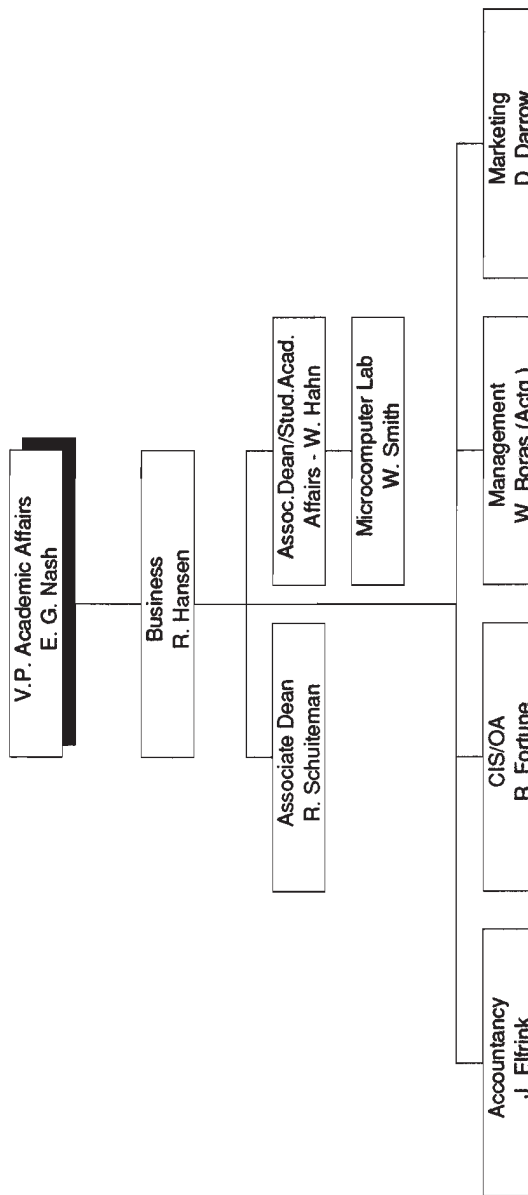 V.P. Academic Affairs
E. G. Nash
Business
R. Hansen
Associate Dean
R. Schuiteman
Assoc.Dean/Stud.Acad.
Affairs - W. Hahn
Microcomputer Lab
W. Smith
Accountancy
J. Elfrink
CIS/OA
R. Fortune
Management
W. Boras (Actg.)
Marketing
D. Darrow